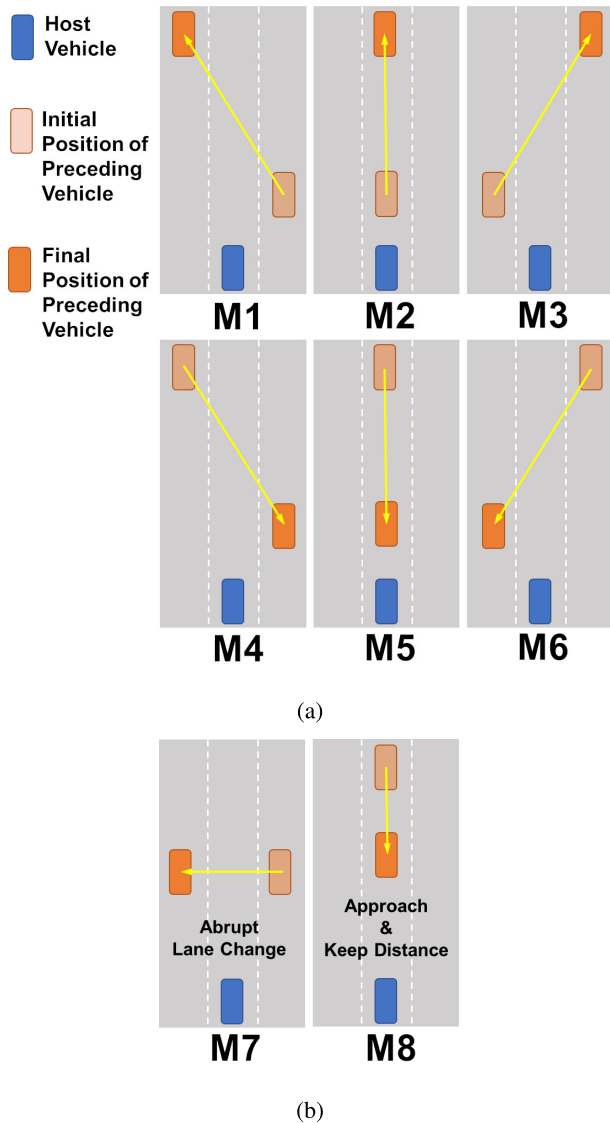 Host
Vehicle
Initial
Position of
Preceding
Vehicle
Final
Position of
Preceding
Vehicle
M1
M2
M3
M4
M5
M6
(a)
Abrupt
Lane Change
Approach
&
Keep Distance
M7
M8
(b)